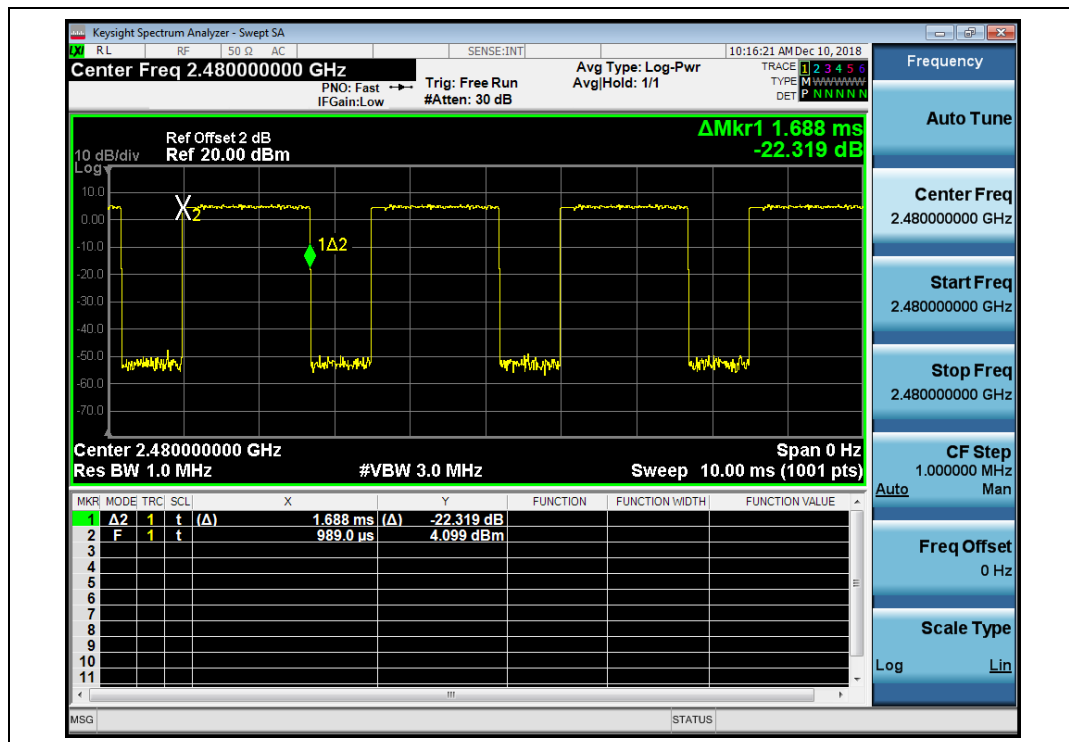 Keysight Spectrum Analyzer - Swept SA
LXI RL RF 50 Ω AC SENSE:INT 10:16:21 AM Dec 10, 2018
Center Freq 2.480000000 GHz
PNO: Fast
IFGain:Low
Trig: Free Run
#Atten: 30 dB
Avg Type: Log-Pwr
Avg|Hold: 1/1
TRACE 1 2 3 4 5 6
TYPE M W W W W W
DET P N N N N N
ΔMkr1 1.688 ms
-22.319 dB
Ref Offset 2 dB
10 dB/div Ref 20.00 dBm
Log
10.0
0.00
-10.0
-20.0
-30.0
-40.0
-50.0
-60.0
-70.0
X2
1Δ2
Center 2.480000000 GHz Span 0 Hz
Res BW 1.0 MHz #VBW 3.0 MHz Sweep 10.00 ms (1001 pts)
MKR MODE TRC SCL X Y FUNCTION FUNCTION WIDTH FUNCTION VALUE
1 Δ2 1 t (Δ) 1.688 ms (Δ) -22.319 dB
2 F 1 t 989.0 µs 4.099 dBm
3
4
5
6
7
8
9
10
11
MSG STATUS
Frequency
Auto Tune
Center Freq
2.480000000 GHz
Start Freq
2.480000000 GHz
Stop Freq
2.480000000 GHz
CF Step
1.000000 MHz
Auto Man
Freq Offset
0 Hz
Scale Type
Log Lin